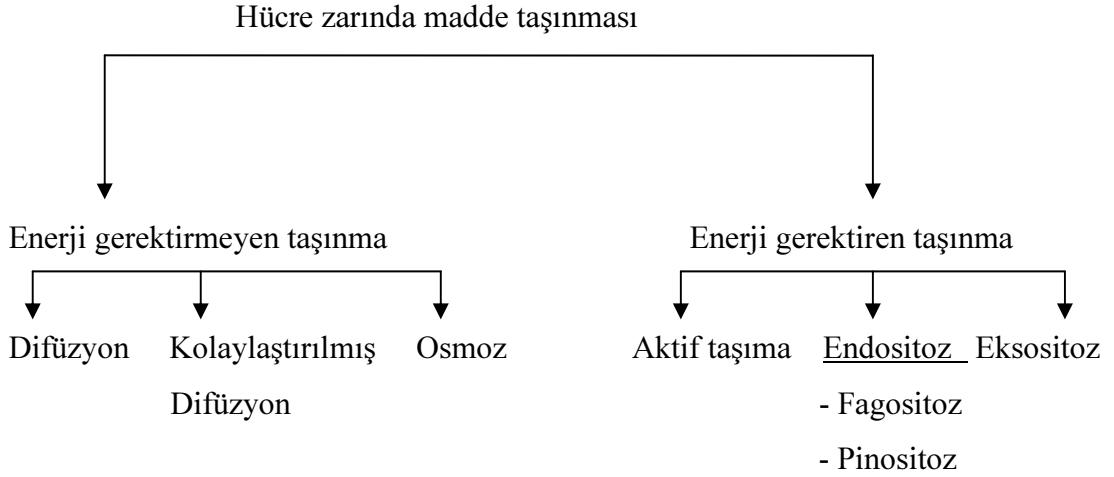 Hücre zarında madde taşınması
Enerji gerektirmeyen taşınma Enerji gerektiren taşınma
Difüzyon Kolaylaştırılmış Osmoz Aktif taşıma Endositoz Eksositoz
Difüzyon - Fagositoz
- Pinositoz